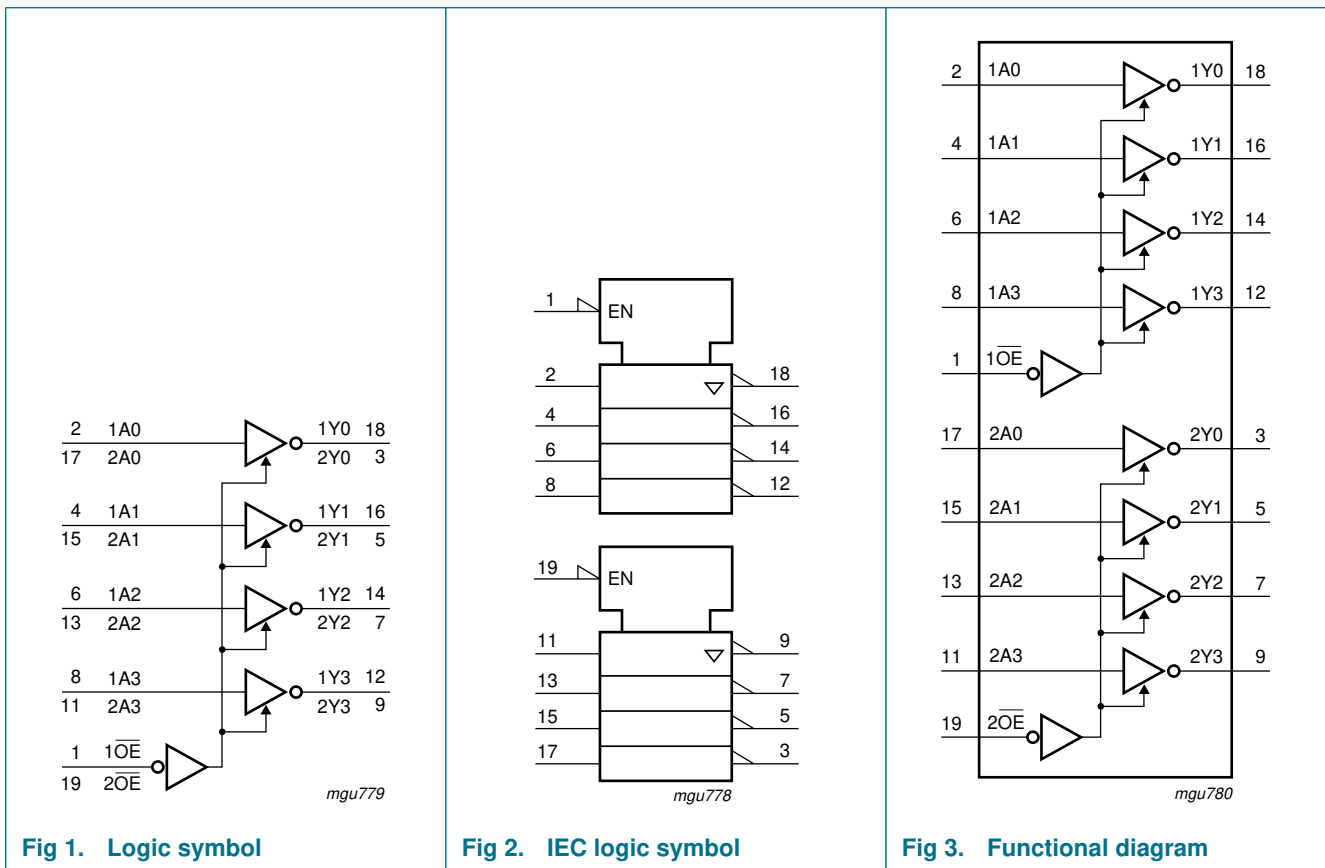 2 1A0 1Y0 18
17 2A0 2Y0 3
4 1A1 1Y1 16
15 2A1 2Y1 5
6 1A2 1Y2 14
13 2A2 2Y2 7
8 1A3 1Y3 12
11 2A3 2Y3 9
1 1O̅E̅
19 2O̅E̅
mgu779
Fig 1. Logic symbol
1 EN
2 18
4 16
6 14
8 12
19 EN
11 9
13 7
15 5
17 3
mgu778
Fig 2. IEC logic symbol
2 1A0 1Y0 18
4 1A1 1Y1 16
6 1A2 1Y2 14
8 1A3 1Y3 12
1 1O̅E̅
17 2A0 2Y0 3
15 2A1 2Y1 5
13 2A2 2Y2 7
11 2A3 2Y3 9
19 2O̅E̅
mgu780
Fig 3. Functional diagram